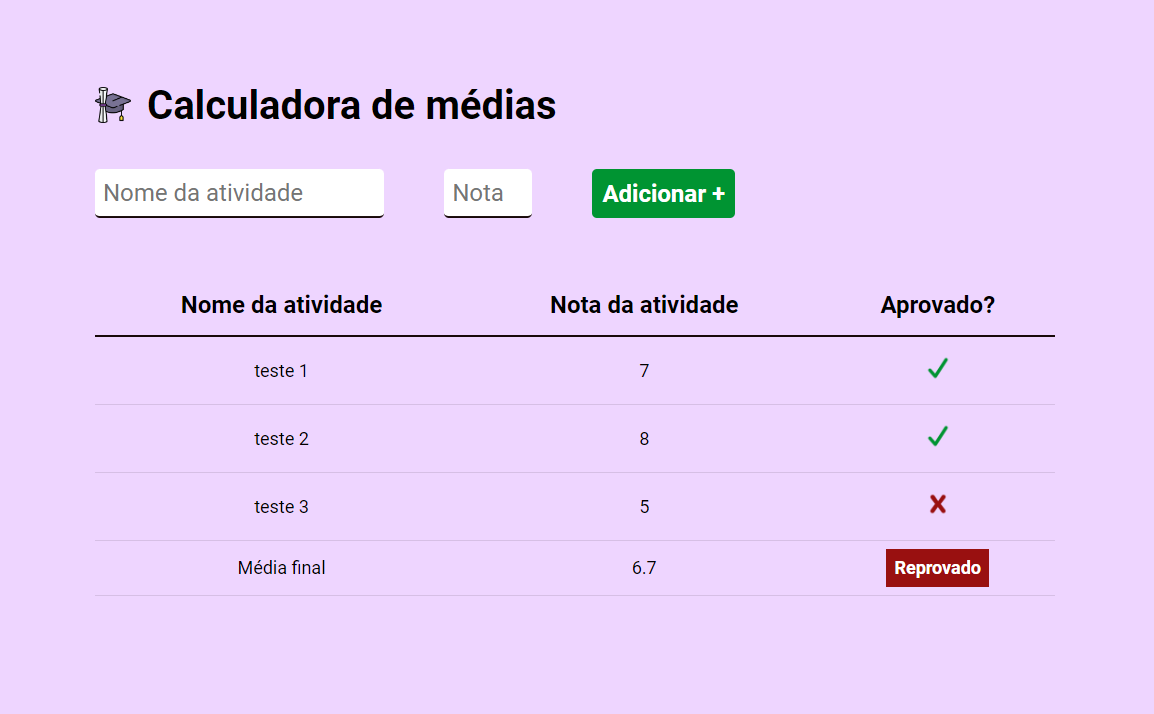 Calculadora de médias
Nome da atividade Nota Adicionar +
Nome da atividade Nota da atividade Aprovado?
teste 1 7
teste 2 8
teste 3 5
Média final 6.7 Reprovado